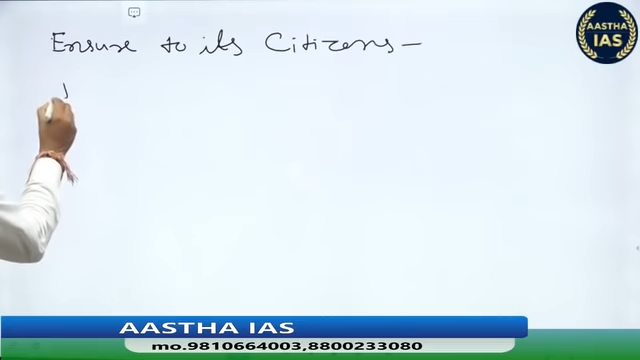 Ensure to its Citizens —
AASTHA
IAS
AASTHA IAS
mo.9810664003,8800233080